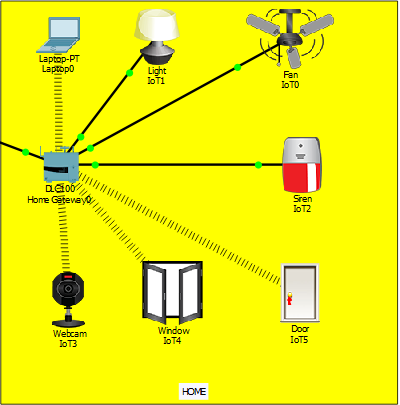 Laptop-PT
Laptop0
Light
IoT1
Fan
IoT0
DLC100
Home Gateway0
Siren
IoT2
Webcam
IoT3
Window
IoT4
Door
IoT5
HOME